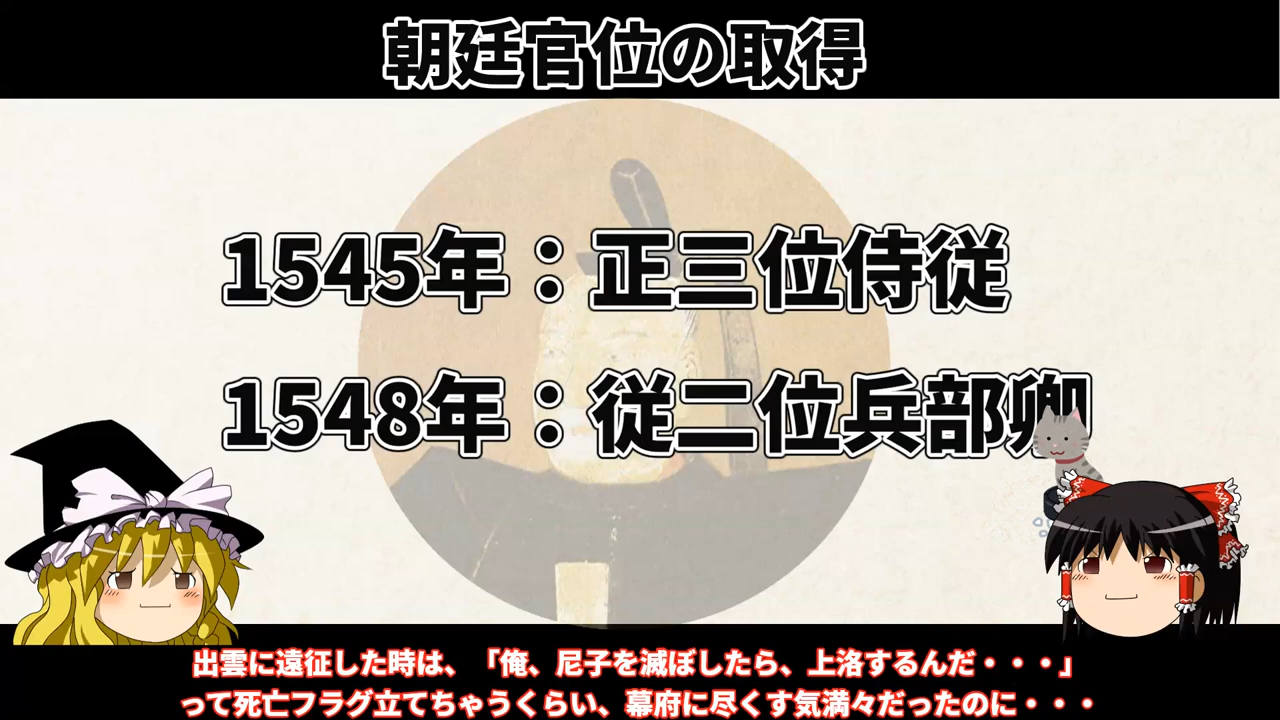 朝廷官位の取得
1545年：正三位侍従
1548年：従二位兵部卿
出雲に遠征した時は、「俺、尼子を滅ぼしたら、上洛するんだ・・・」
って死亡フラグ立てちゃうくらい、幕府に尽くす気満々だったのに・・・